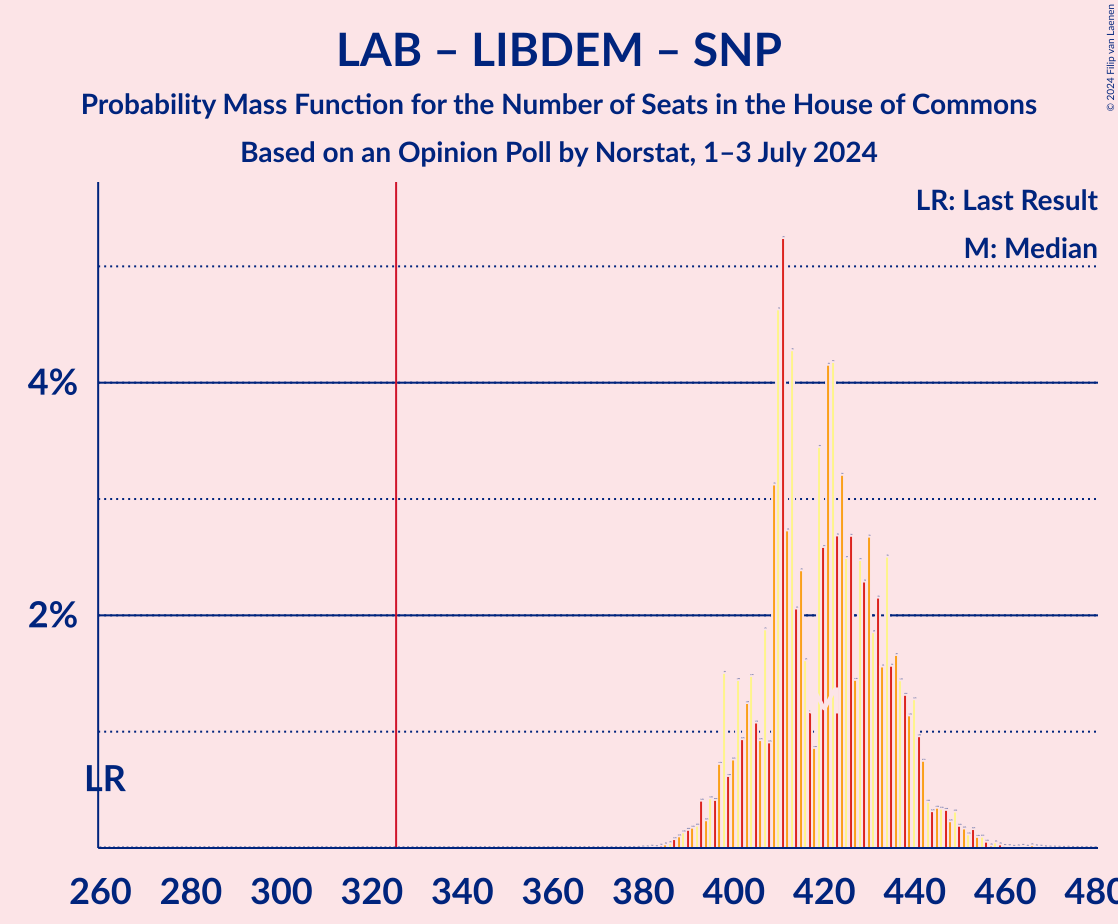 LAB – LIBDEM – SNP
Probability Mass Function for the Number of Seats in the House of Commons
Based on an Opinion Poll by Norstat, 1–3 July 2024
© 2024 Filip van Laenen
LR: Last Result
M: Median
4%
2%
LR
M
260 280 300 320 340 360 380 400 420 440 460 480